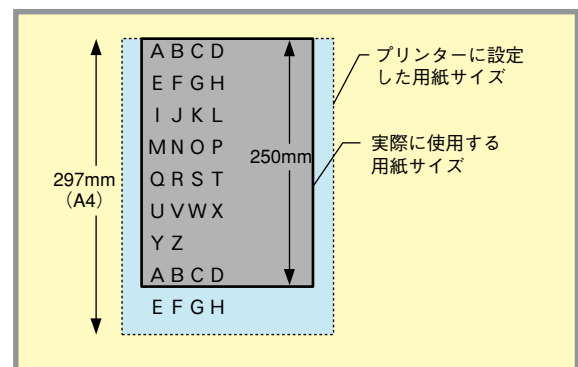 A B C D
E F G H
I J K L
M N O P
Q R S T
U V W X
Y Z
A B C D
E F G H
297mm
（A4）
250mm
プリンターに設定
した用紙サイズ
実際に使用する
用紙サイズ